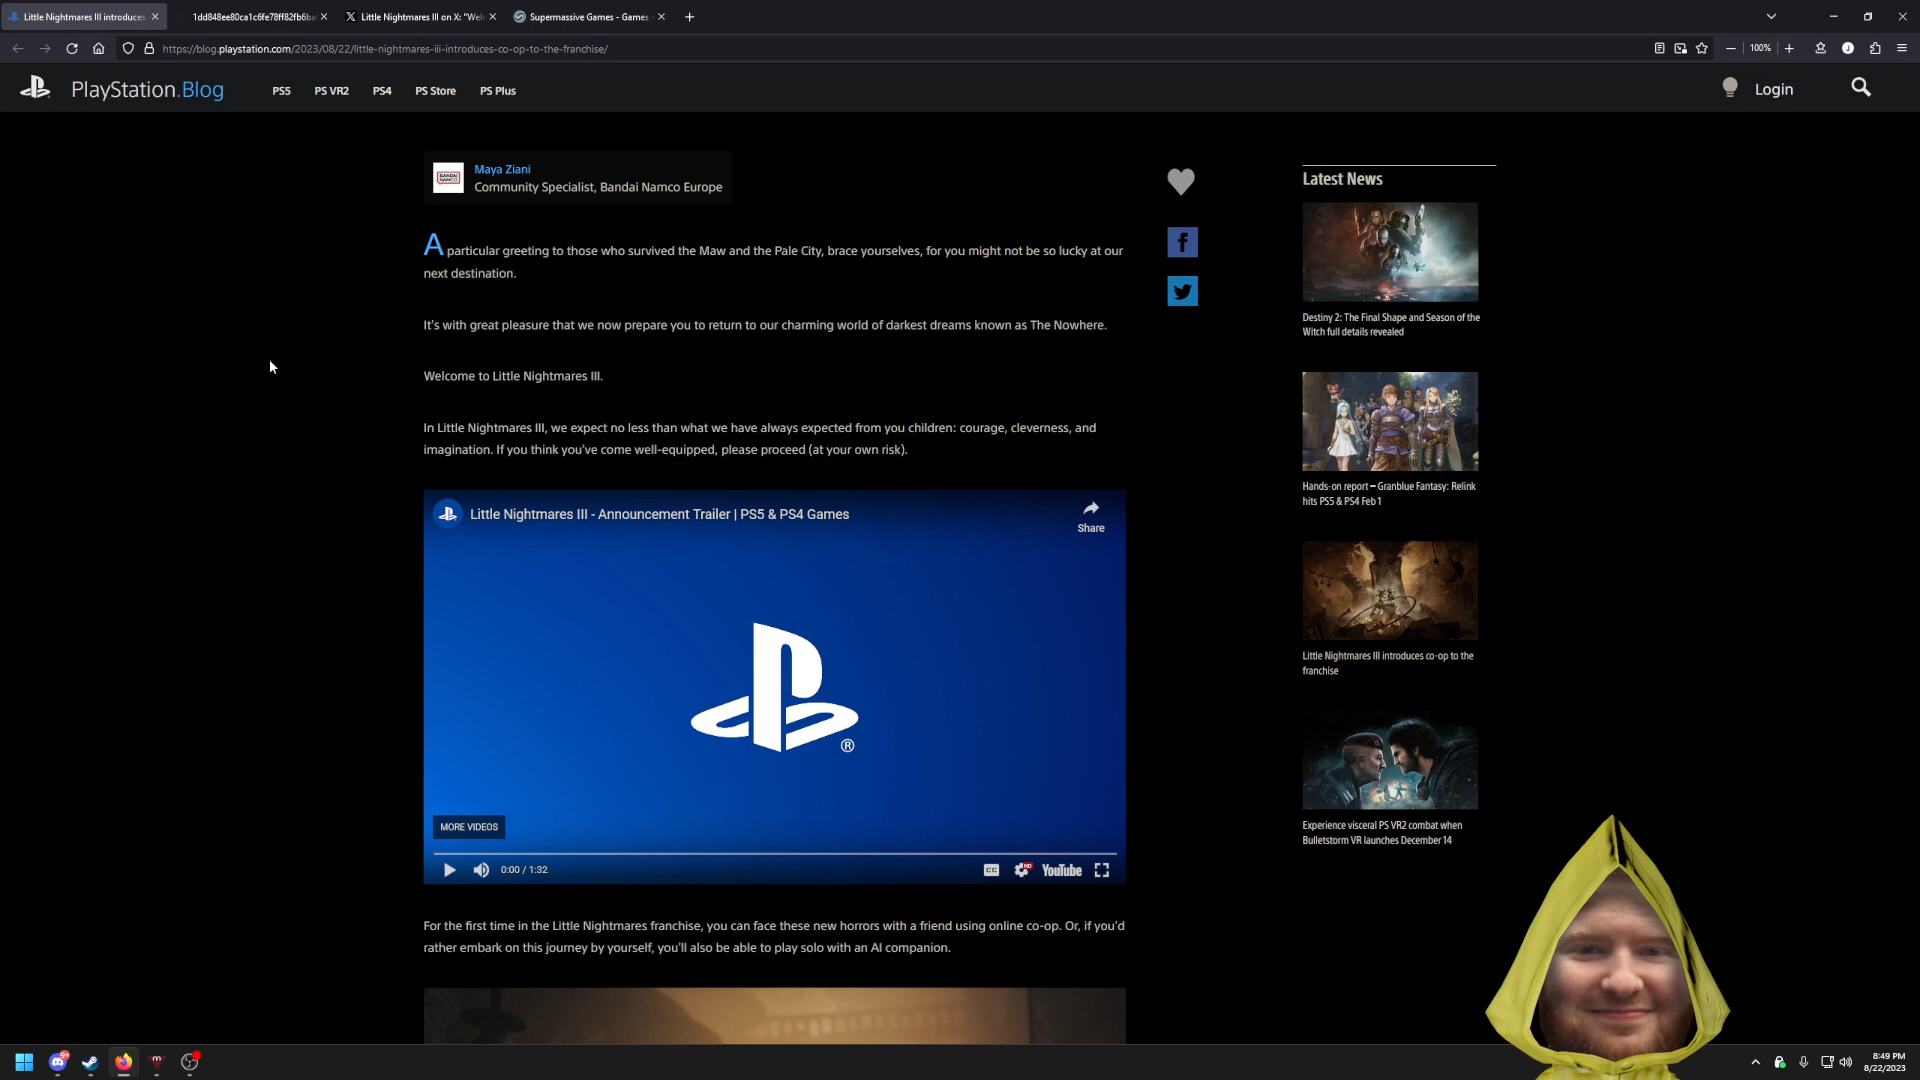 Little Nightmares III introduces
1dd848ee80ca1c6fe78ff82fb6ba
Little Nightmares III on X: "Welc
Supermassive Games - Games
https://blog.playstation.com/2023/08/22/little-nightmares-iii-introduces-co-op-to-the-franchise/
100%
PlayStation.Blog
PS5
PS VR2
PS4
PS Store
PS Plus
Login
BANDAI NAMCO
Maya Ziani
Community Specialist, Bandai Namco Europe
A particular greeting to those who survived the Maw and the Pale City, brace yourselves, for you might not be so lucky at our
next destination.
It's with great pleasure that we now prepare you to return to our charming world of darkest dreams known as The Nowhere.
Welcome to Little Nightmares III.
In Little Nightmares III, we expect no less than what we have always expected from you children: courage, cleverness, and
imagination. If you think you've come well-equipped, please proceed (at your own risk).
Little Nightmares III - Announcement Trailer | PS5 & PS4 Games
Share
®
MORE VIDEOS
0:00 / 1:32
CC
HD
YouTube
For the first time in the Little Nightmares franchise, you can face these new horrors with a friend using online co-op. Or, if you'd
rather embark on this journey by yourself, you'll also be able to play solo with an AI companion.
Latest News
Destiny 2: The Final Shape and Season of the
Witch full details revealed
Hands-on report – Granblue Fantasy: Relink
hits PS5 & PS4 Feb 1
Little Nightmares III introduces co-op to the
franchise
Experience visceral PS VR2 combat when
Bulletstorm VR launches December 14
8:49 PM
8/22/2023